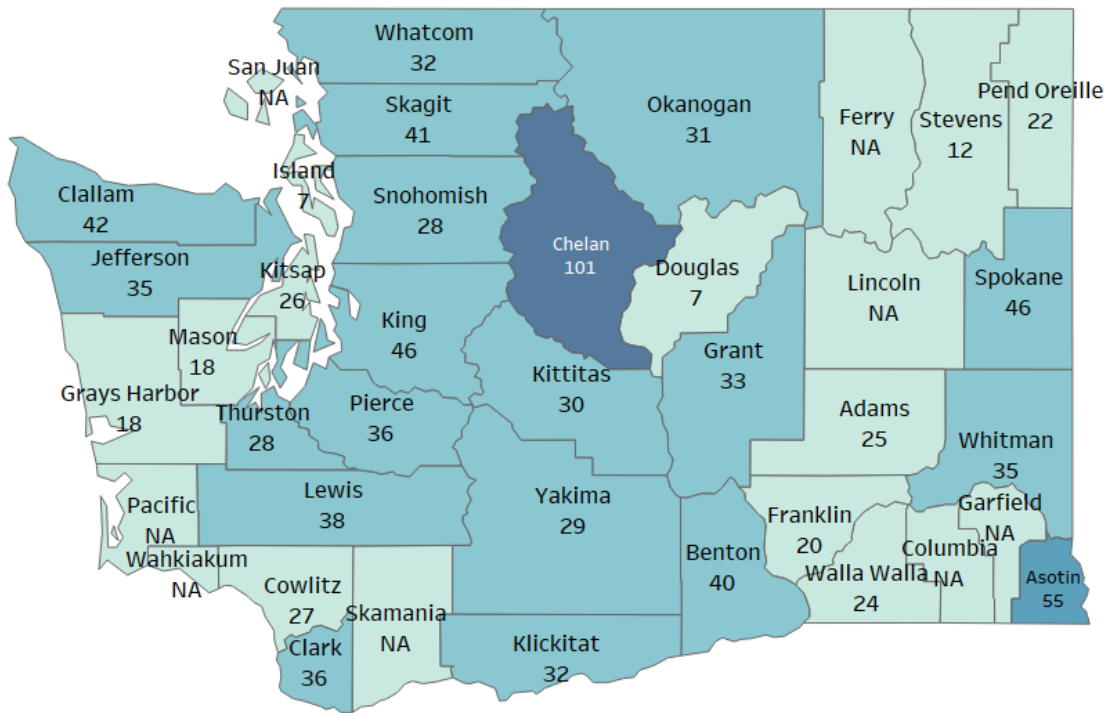 Whatcom
32
San Juan
NA
Skagit
41
Okanogan
31
Ferry
NA
Stevens
12
Pend Oreille
22
Island
7
Clallam
42
Snohomish
28
Chelan
101
Jefferson
35
Kitsap
26
Douglas
7
Lincoln
NA
Spokane
46
Mason
18
King
46
Grant
33
Kittitas
30
Grays Harbor
18
Thurston
28
Pierce
36
Adams
25
Whitman
35
Lewis
38
Yakima
29
Pacific
NA
Franklin
20
Garfield
NA
Benton
40
Columbia
NA
Wahkiakum
NA
Cowlitz
27
Skamania
NA
Walla Walla
24
Asotin
55
Clark
36
Klickitat
32